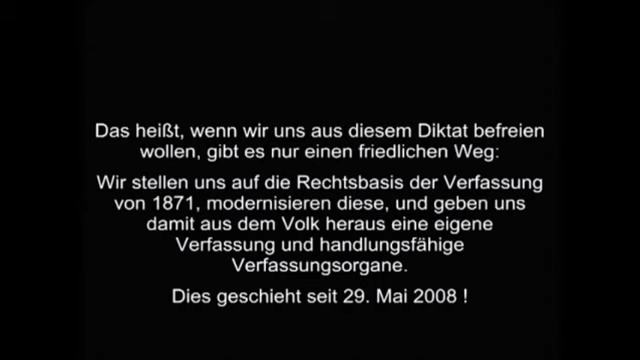 Das heißt, wenn wir uns aus diesem Diktat befreien
wollen, gibt es nur einen friedlichen Weg:
Wir stellen uns auf die Rechtsbasis der Verfassung
von 1871, modernisieren diese, und geben uns
damit aus dem Volk heraus eine eigene
Verfassung und handlungsfähige
Verfassungsorgane.
Dies geschieht seit 29. Mai 2008 !